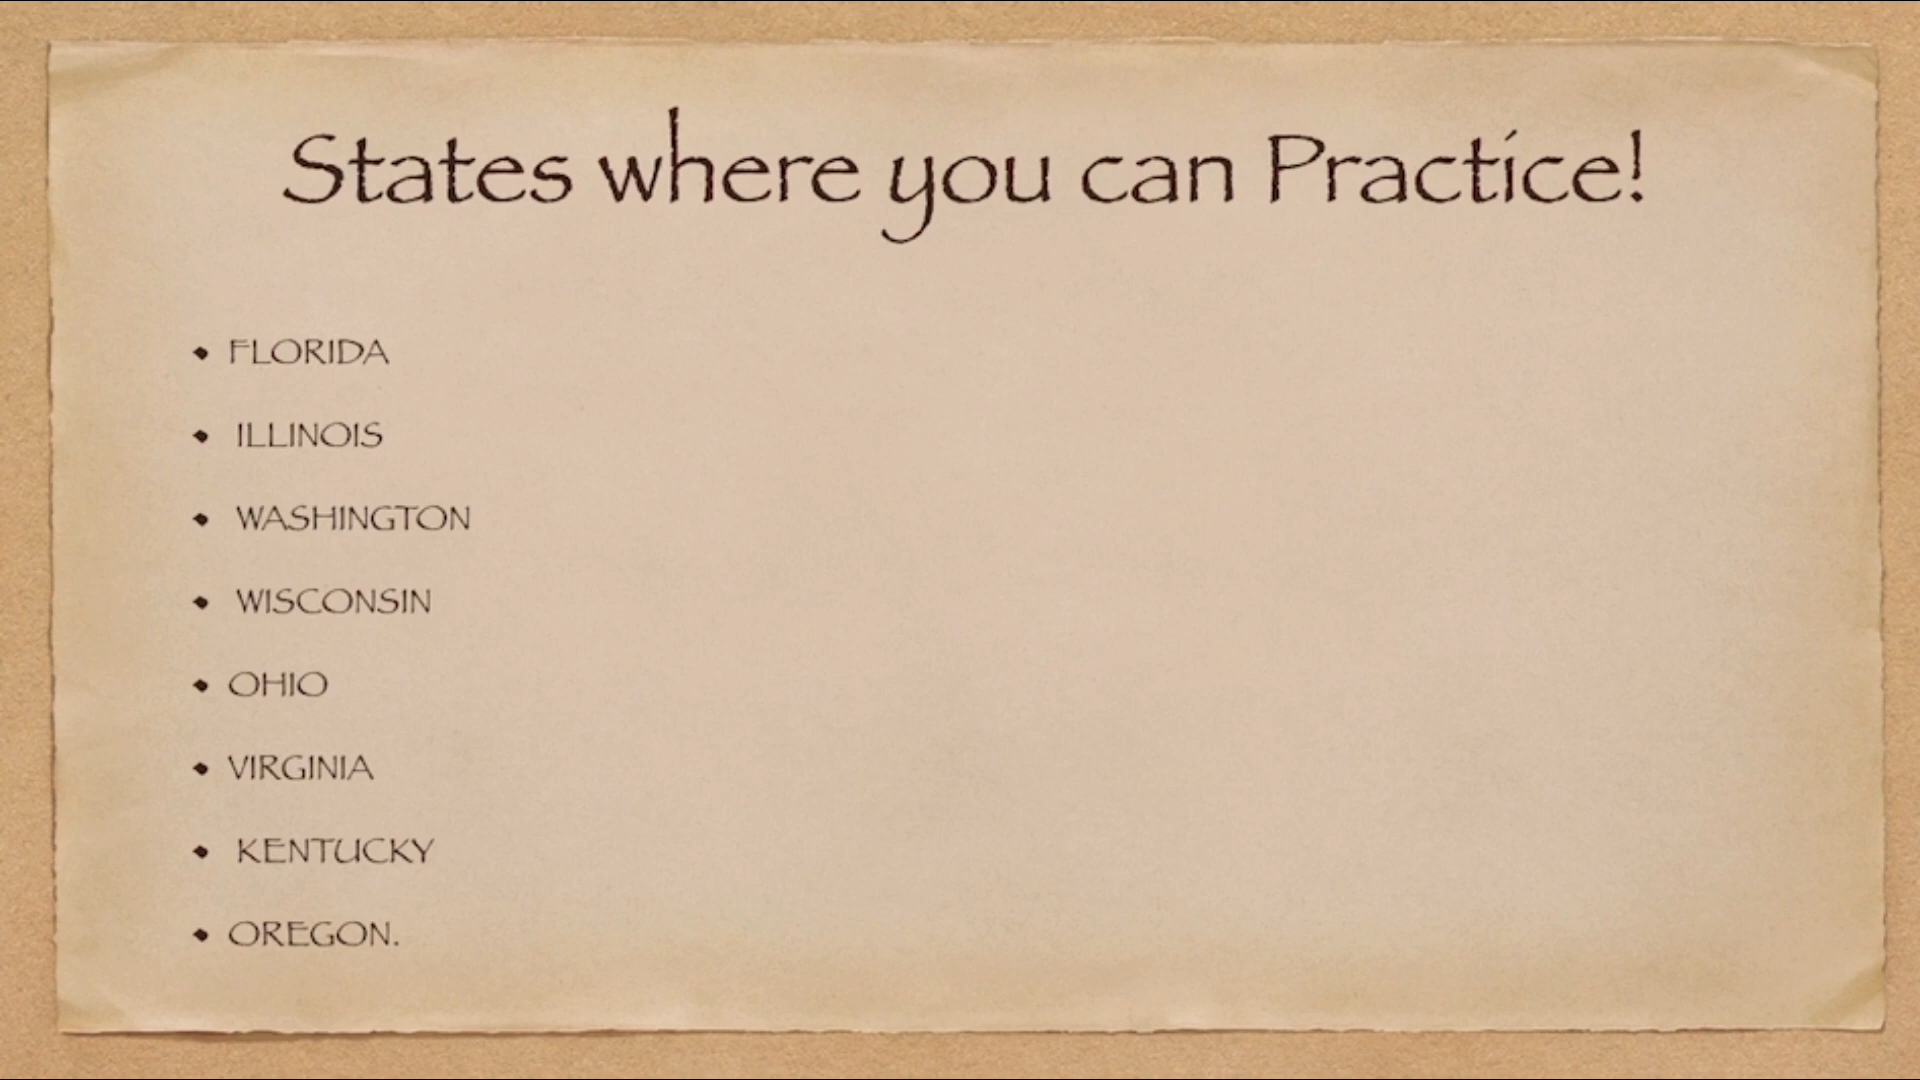 States where you can Practice!
• FLORIDA
• ILLINOIS
• WASHINGTON
• WISCONSIN
• OHIO
• VIRGINIA
• KENTUCKY
• OREGON.